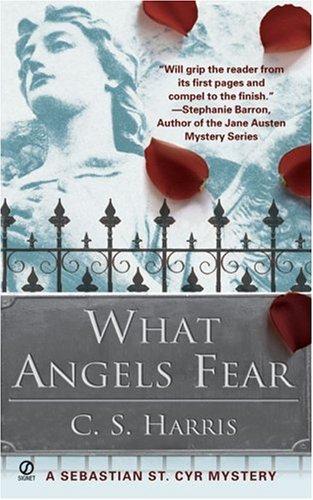 “Will grip the reader from
its first pages and
compel to the finish.”
—Stephanie Barron,
Author of the Jane Austen
Mystery Series
WHAT
ANGELS FEAR
C. S. HARRIS
SIGNET
A SEBASTIAN ST. CYR MYSTERY